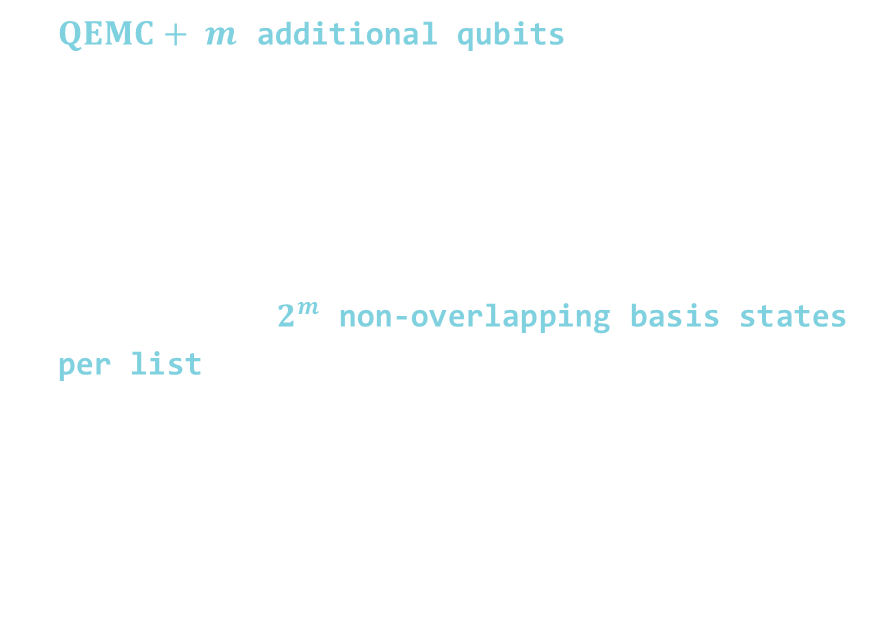 QEMC + m additional qubits
2^m non-overlapping basis states
per list